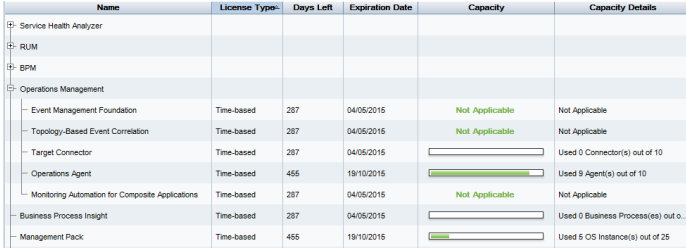 Name License Type Days Left Expiration Date Capacity Capacity Details
Service Health Analyzer
RUM
BPM
Operations Management
Event Management Foundation Time-based 287 04/05/2015 Not Applicable Not Applicable
Topology-Based Event Correlation Time-based 287 04/05/2015 Not Applicable Not Applicable
Target Connector Time-based 287 04/05/2015 Used 0 Connector(s) out of 10
Operations Agent Time-based 455 19/10/2015 Used 9 Agent(s) out of 10
Monitoring Automation for Composite Applications Time-based 287 04/05/2015 Not Applicable Not Applicable
Business Process Insight Time-based 287 04/05/2015 Used 0 Business Process(es) out o...
Management Pack Time-based 455 19/10/2015 Used 5 OS Instance(s) out of 25